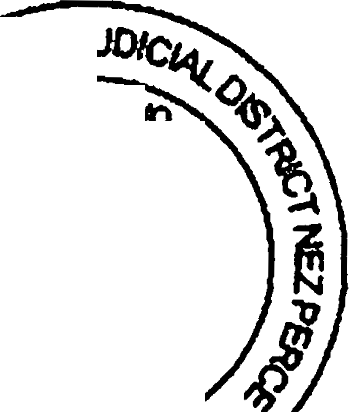 JDICIAL DISTRICT NEZ PERCE